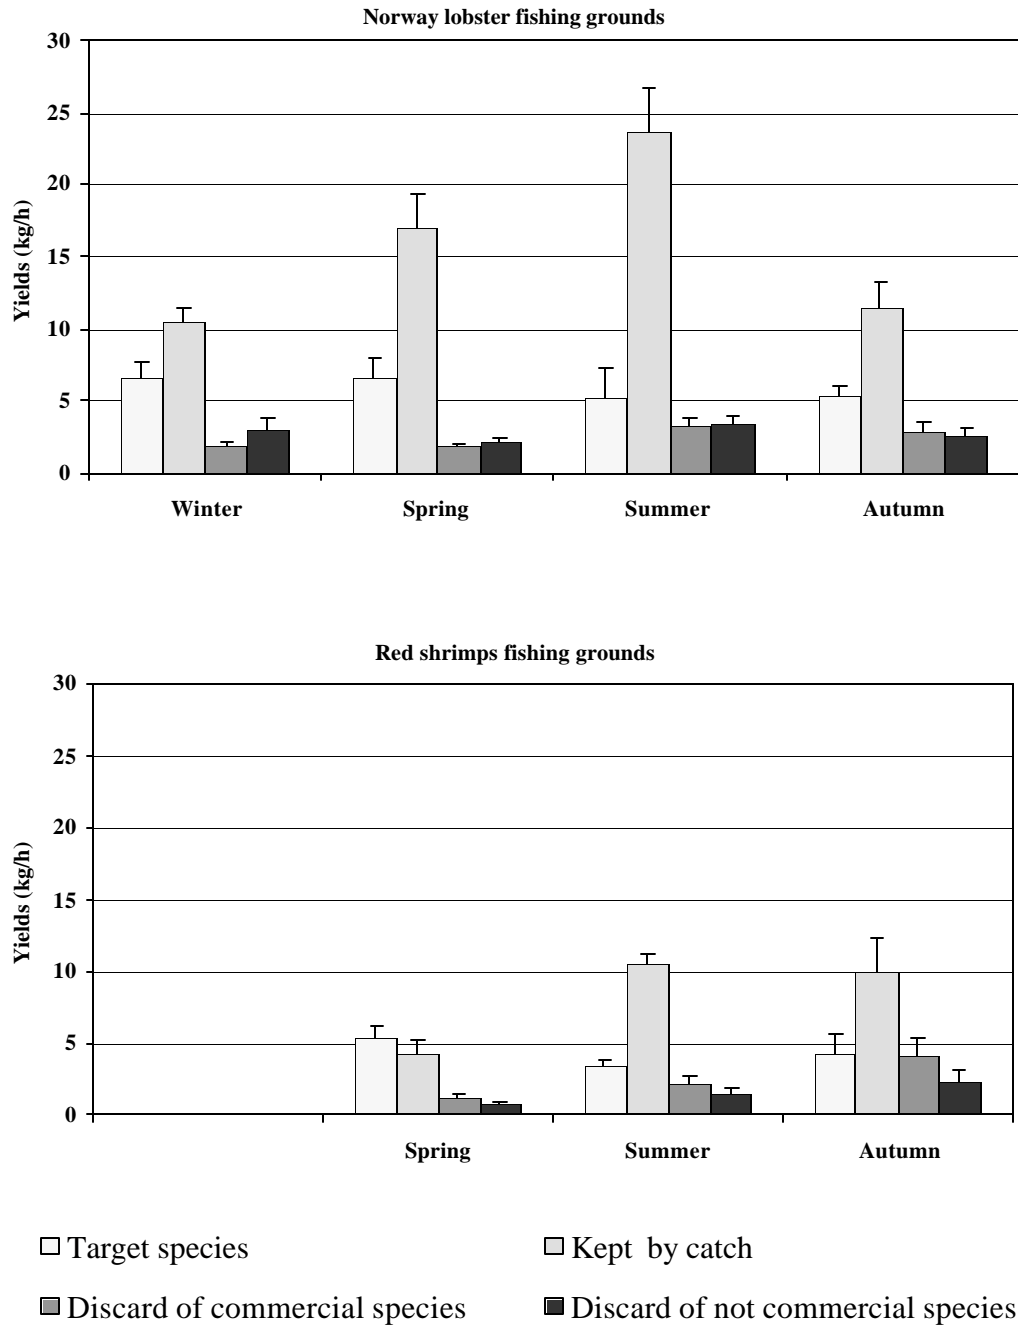 Norway lobster fishing grounds
30
25
20
15
10
5
0
Yields (kg/h)
Winter Spring Summer Autumn
Red shrimps fishing grounds
30
25
20
15
10
5
0
Yields (kg/h)
Spring Summer Autumn
Target species Kept by catch
Discard of commercial species Discard of not commercial species